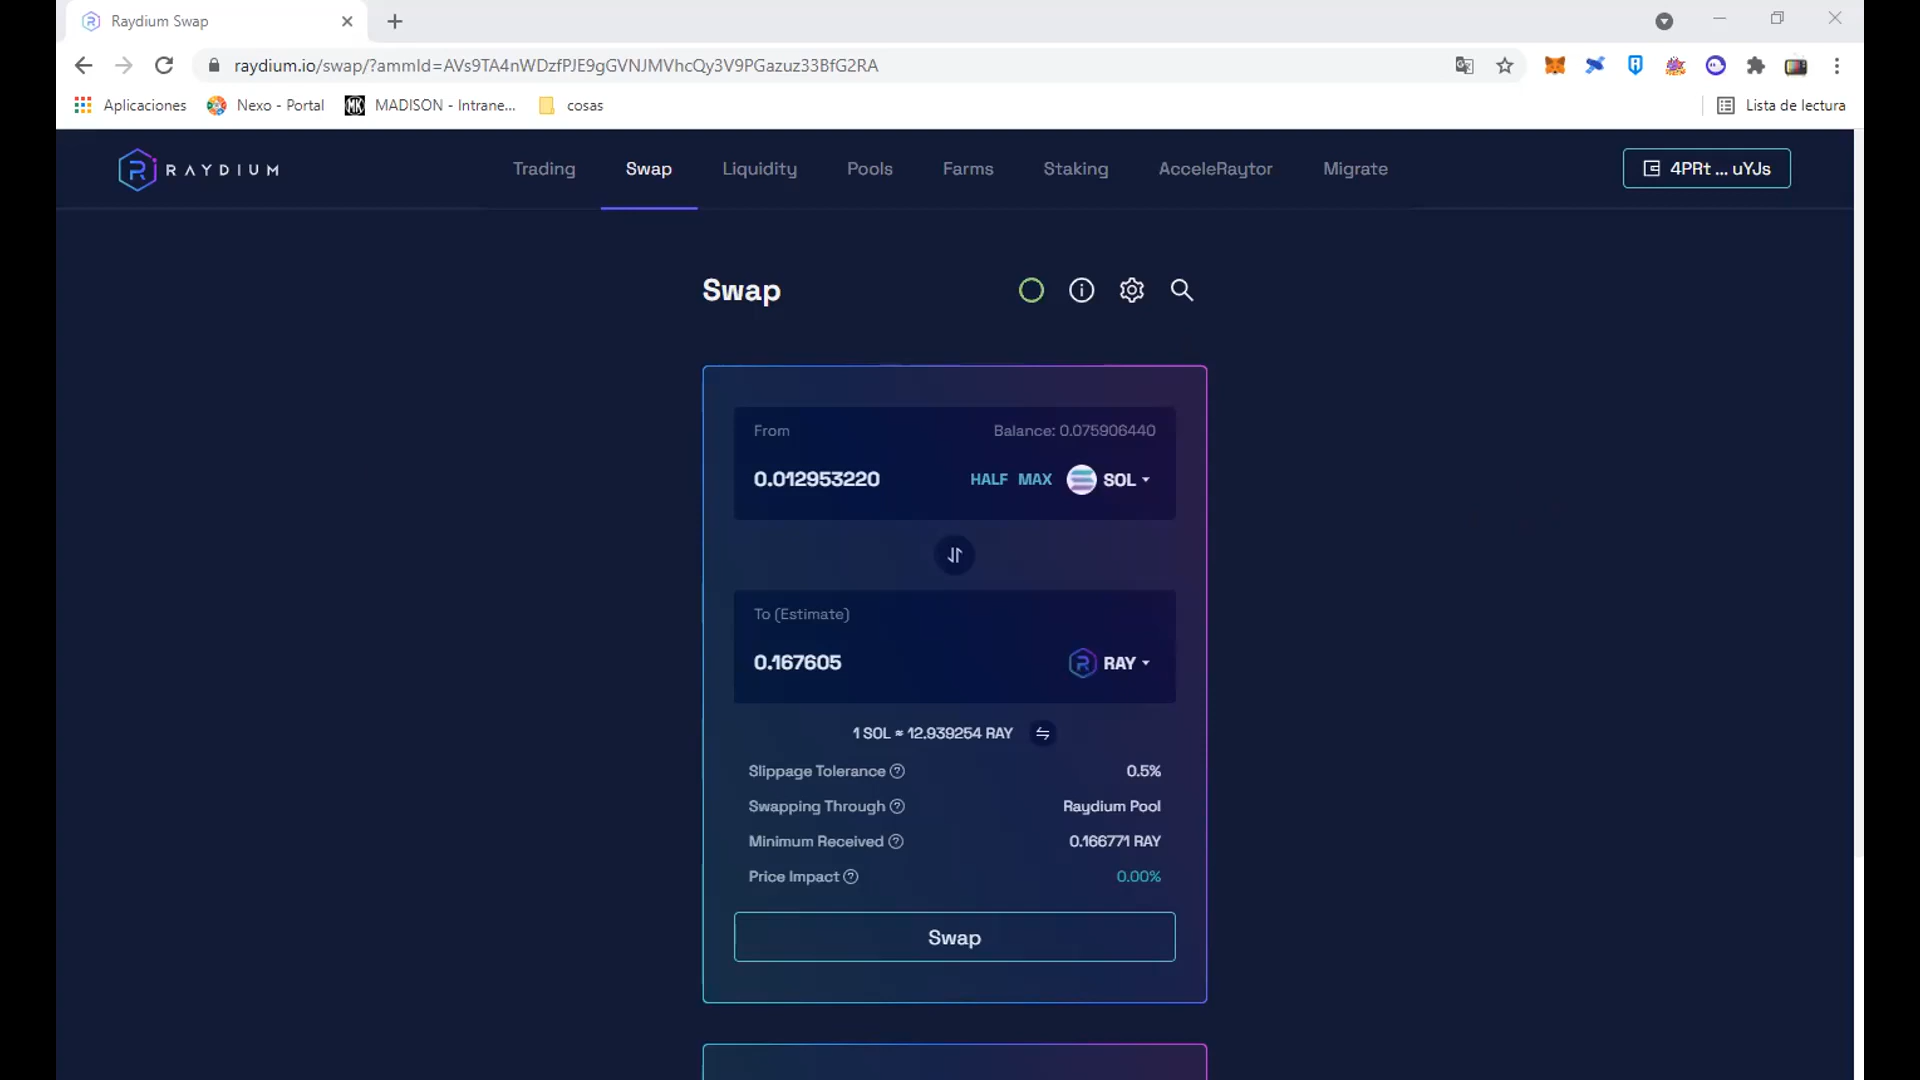 Raydium Swap
raydium.io/swap/?ammId=AVs9TA4nWDzfPJE9gGVNJMVhcQy3V9PGazuz33BfG2RA
Aplicaciones Nexo - Portal MADISON - Intrane... cosas Lista de lectura
RAYDIUM Trading Swap Liquidity Pools Farms Staking AcceleRaytor Migrate 4PRt ... uYJs
Swap
From Balance: 0.075906440
0.012953220 HALF MAX SOL
To (Estimate)
0.167605 RAY
1 SOL ≈ 12.939254 RAY
Slippage Tolerance 0.5%
Swapping Through Raydium Pool
Minimum Received 0.166771 RAY
Price Impact 0.00%
Swap